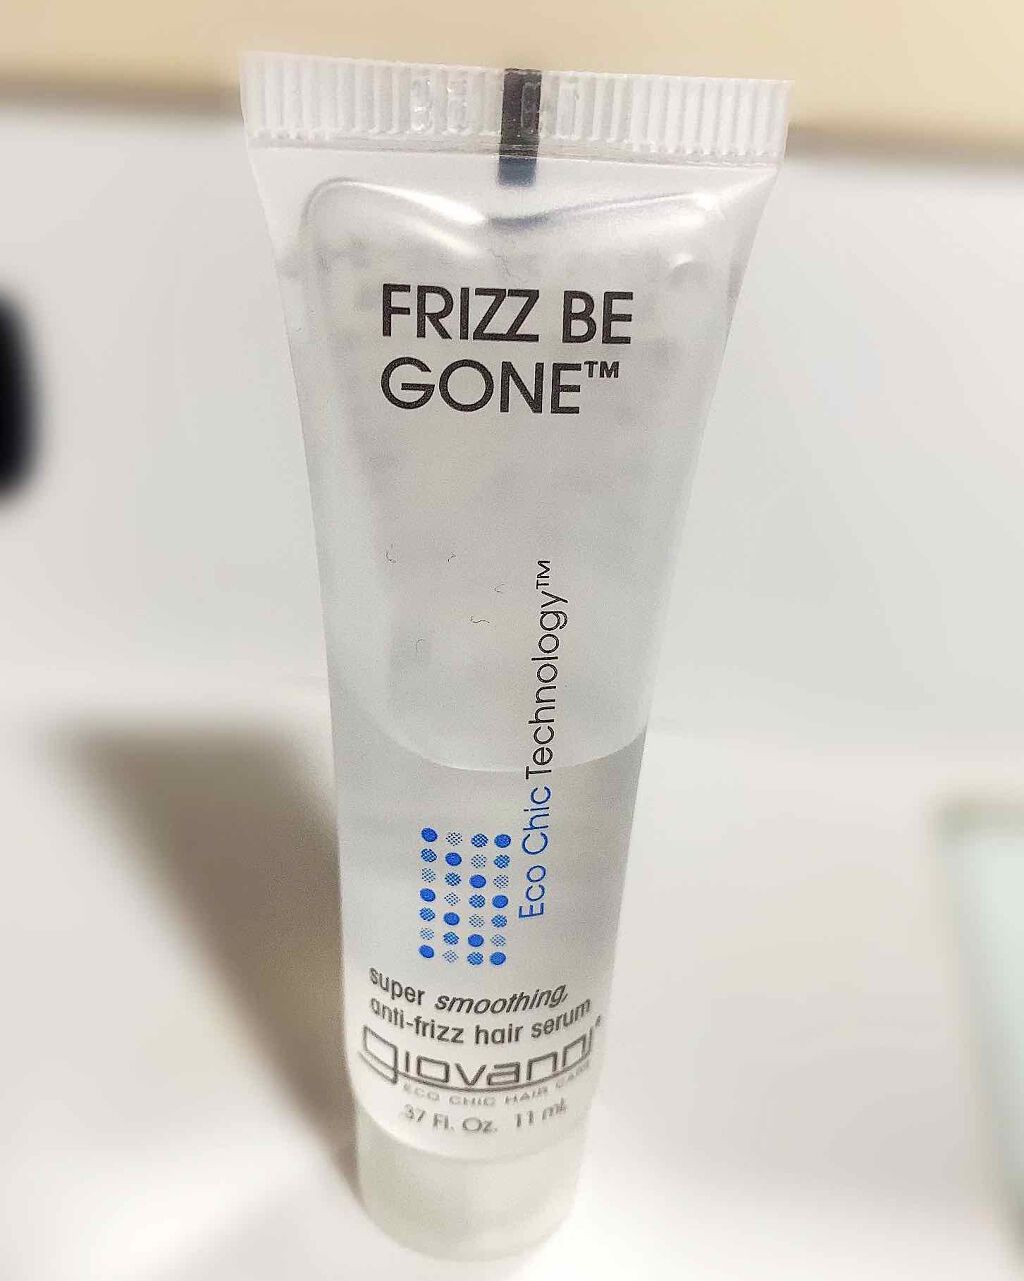 FRIZZ BE
GONE™
Eco Chic Technology™
super smoothing,
anti-frizz hair serum
giovanni®
ECO CHIC HAIR CARE
.37 Fl. Oz. 11 mL